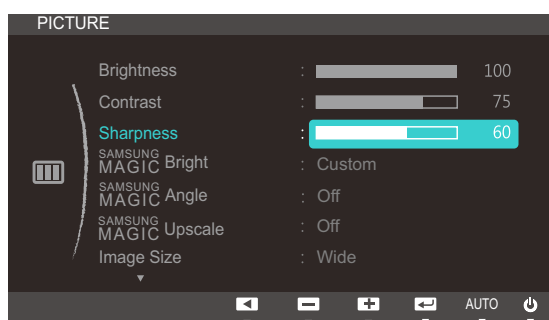 PICTURE
Brightness : 100
Contrast : 75
Sharpness : 60
SAMSUNG
MAGIC Bright : Custom
SAMSUNG
MAGIC Angle : Off
SAMSUNG
MAGIC Upscale : Off
Image Size : Wide
AUTO